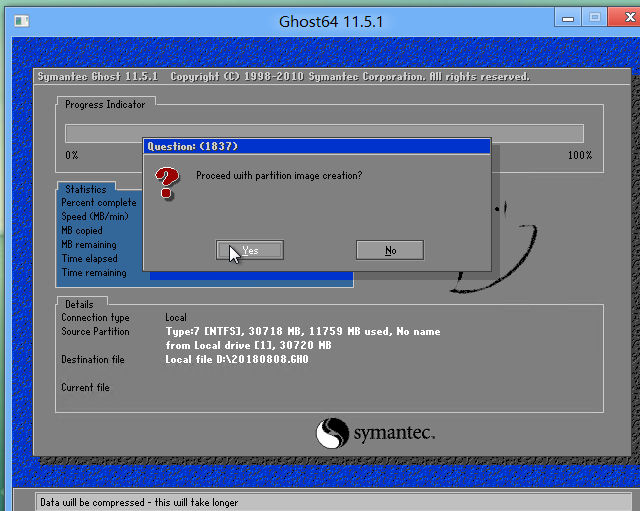 Ghost64 11.5.1
Symantec Ghost 11.5.1 Copyright (C) 1998-2010 Symantec Corporation. All rights reserved.
Progress Indicator
0%
100%
Question: (1837)
Proceed with partition image creation?
Yes
No
Statistics
Percent complete
Speed (MB/min)
MB copied
MB remaining
Time elapsed
Time remaining
Details
Connection type Local
Source Partition Type:7 [NTFS], 30718 MB, 11759 MB used, No name
from Local drive [1], 30720 MB
Destination file Local file D:\20180808.GHO
Current file
symantec.
Data will be compressed - this will take longer